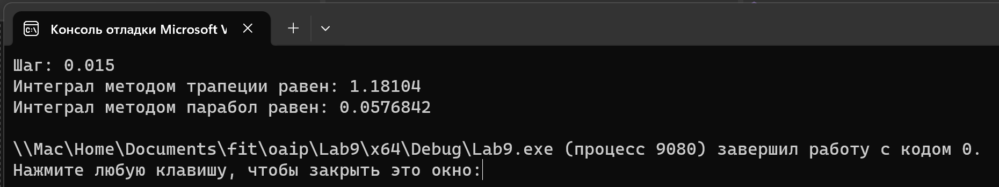 Консоль отладки Microsoft V
Шаг: 0.015
Интеграл методом трапеции равен: 1.18104
Интеграл методом парабол равен: 0.0576842
\\Mac\Home\Documents\fit\oaip\Lab9\x64\Debug\Lab9.exe (процесс 9080) завершил работу с кодом 0.
Нажмите любую клавишу, чтобы закрыть это окно: